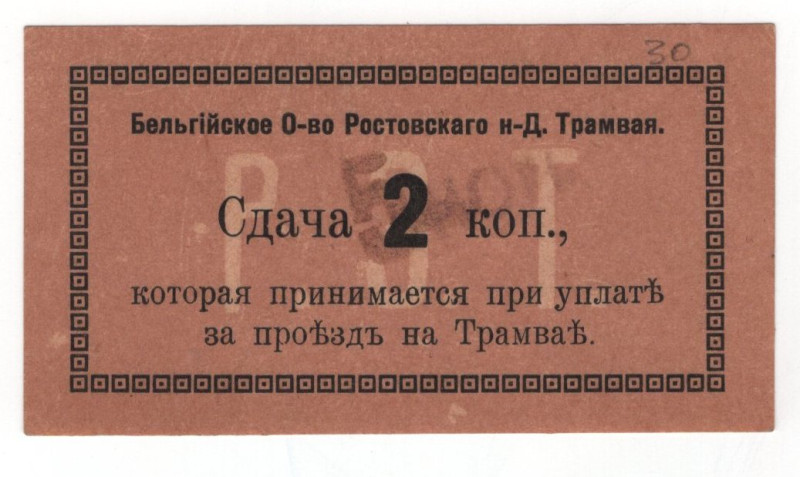 30
Бельгійское О-во Ростовскаго н-Д. Трамвая.
Р О Т
Сдача 2 коп.,
которая принимается при уплатѣ
за проѣздъ на Трамваѣ.